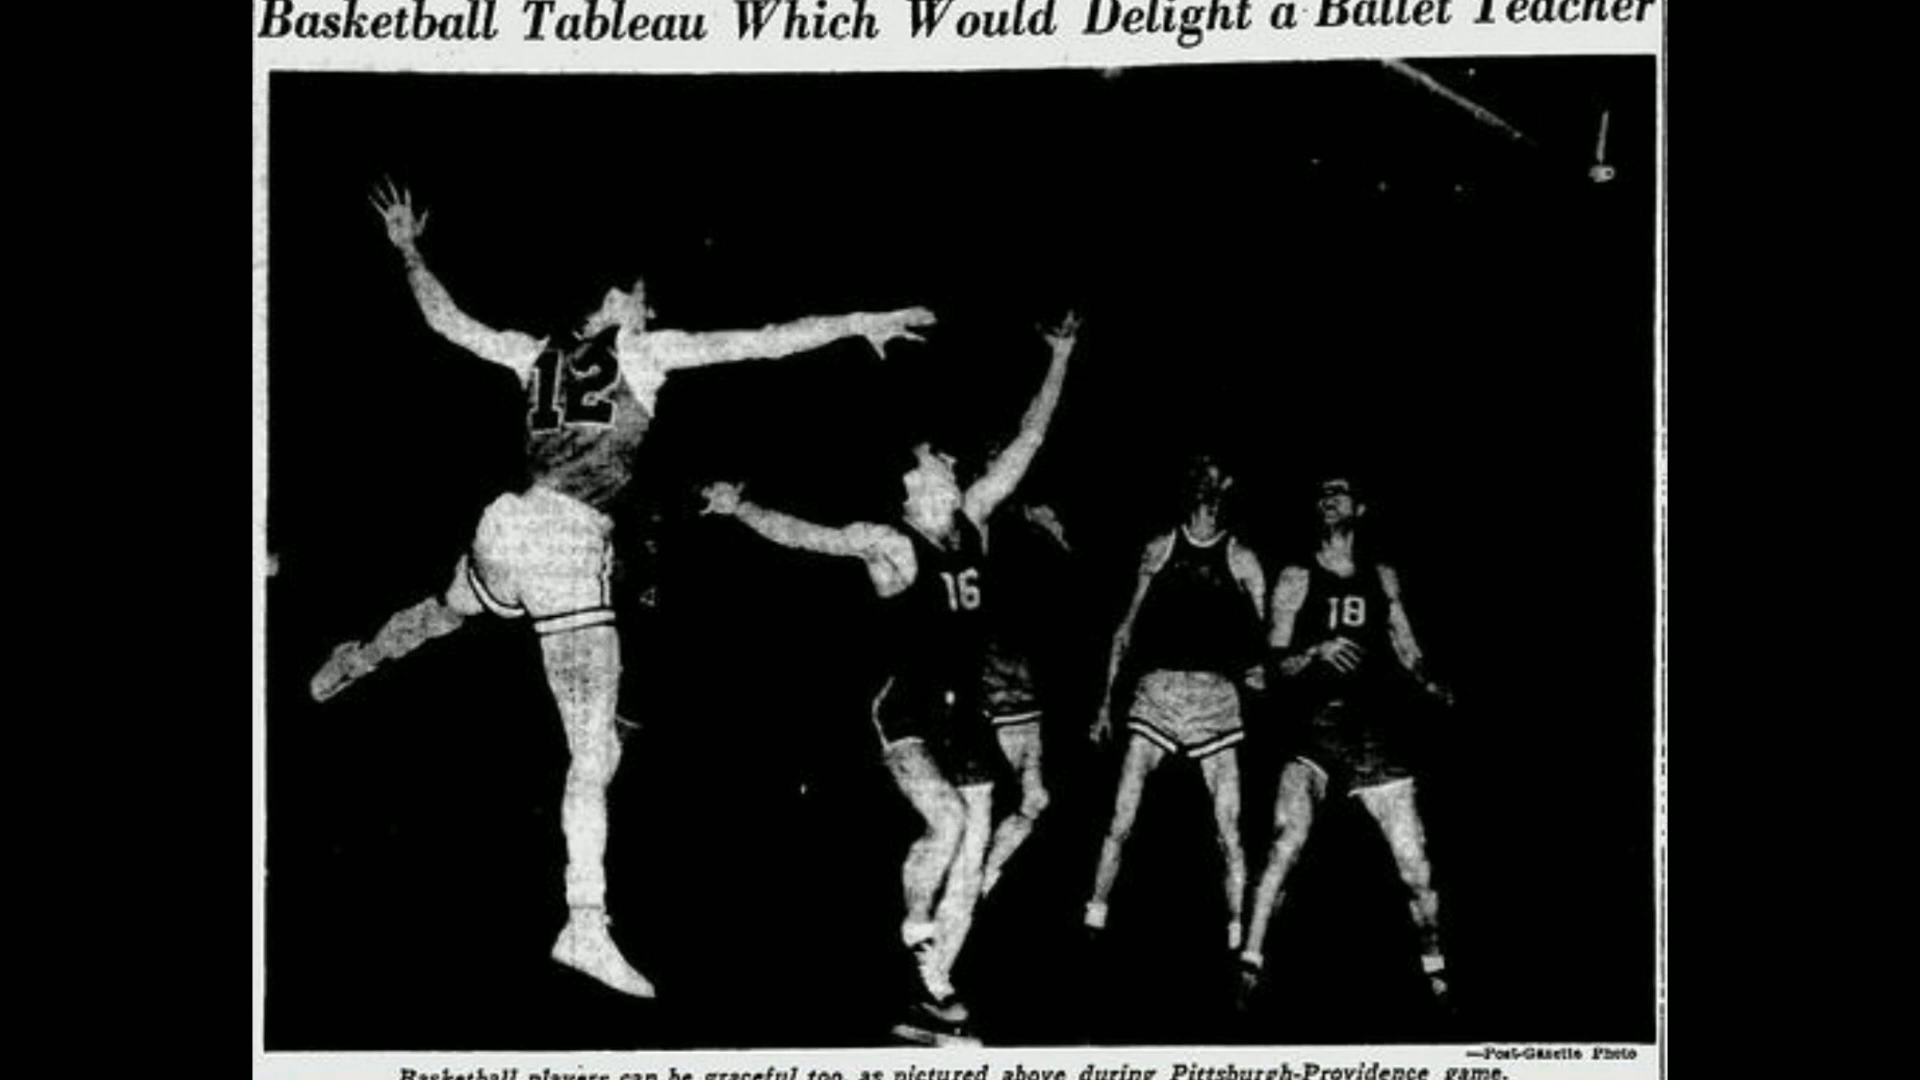 Basketball Tableau Which Would Delight a Ballet Teacher
12
16
18
—Post-Gazette Photo
Basketball players can be graceful too, as pictured above during Pittsburgh-Providence game.